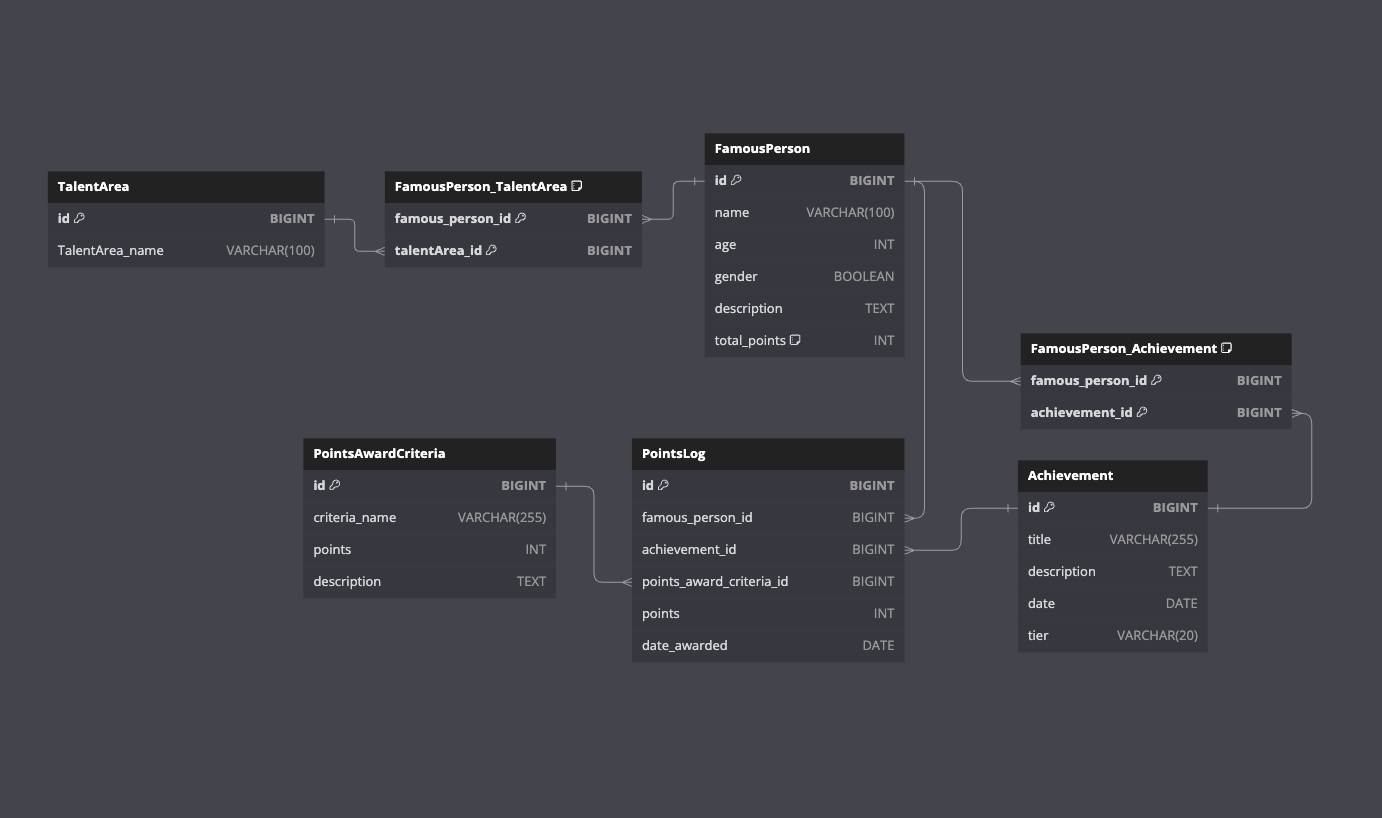 TalentArea
id BIGINT
TalentArea_name VARCHAR(100)
FamousPerson_TalentArea
famous_person_id BIGINT
talentArea_id BIGINT
FamousPerson
id BIGINT
name VARCHAR(100)
age INT
gender BOOLEAN
description TEXT
total_points INT
FamousPerson_Achievement
famous_person_id BIGINT
achievement_id BIGINT
PointsAwardCriteria
id BIGINT
criteria_name VARCHAR(255)
points INT
description TEXT
PointsLog
id BIGINT
famous_person_id BIGINT
achievement_id BIGINT
points_award_criteria_id BIGINT
points INT
date_awarded DATE
Achievement
id BIGINT
title VARCHAR(255)
description TEXT
date DATE
tier VARCHAR(20)